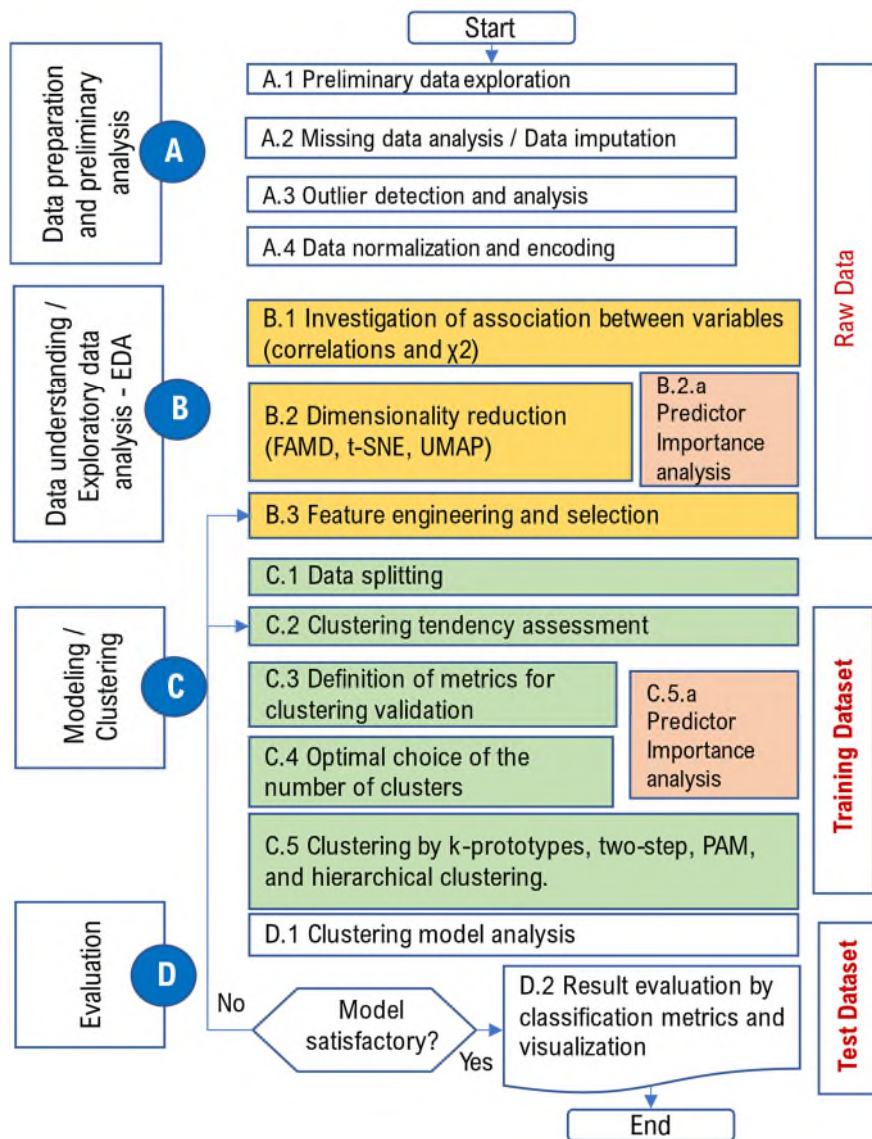 Start
Data preparation
and preliminary
analysis
A
A.1 Preliminary data exploration
A.2 Missing data analysis / Data imputation
A.3 Outlier detection and analysis
A.4 Data normalization and encoding
Raw Data
Data understanding /
Exploratory data
analysis - EDA
B
B.1 Investigation of association between variables
(correlations and χ2)
B.2 Dimensionality reduction
(FAMD, t-SNE, UMAP)
B.2.a
Predictor
Importance
analysis
B.3 Feature engineering and selection
Modeling /
Clustering
C
C.1 Data splitting
C.2 Clustering tendency assessment
C.3 Definition of metrics for
clustering validation
C.4 Optimal choice of the
number of clusters
C.5.a
Predictor
Importance
analysis
C.5 Clustering by k-prototypes, two-step, PAM,
and hierarchical clustering.
Training Dataset
Evaluation
D
D.1 Clustering model analysis
No
Model
satisfactory?
Yes
D.2 Result evaluation by
classification metrics and
visualization
Test Dataset
End